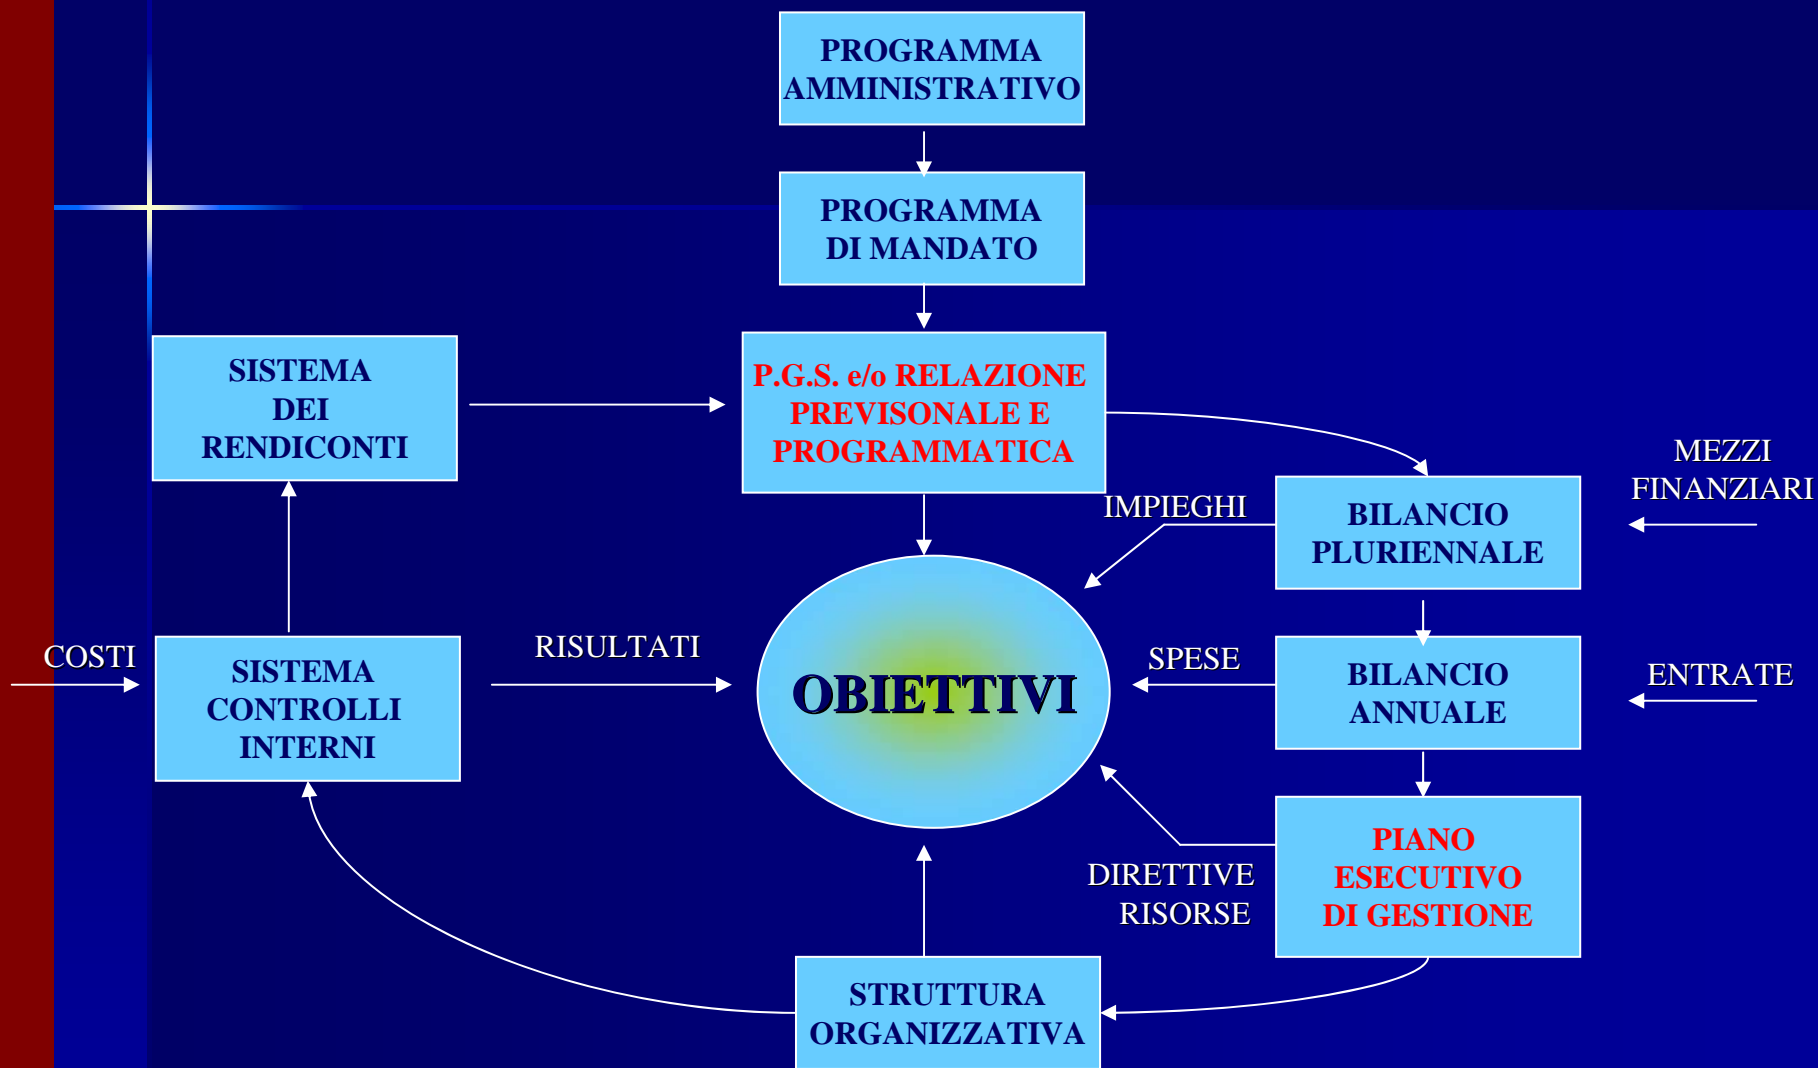 PROGRAMMA
AMMINISTRATIVO
PROGRAMMA
DI MANDATO
SISTEMA
DEI
RENDICONTI
P.G.S. e/o RELAZIONE
PREVISONALE E
PROGRAMMATICA
MEZZI
FINANZIARI
IMPIEGHI
BILANCIO
PLURIENNALE
COSTI
SISTEMA
CONTROLLI
INTERNI
RISULTATI
OBIETTIVI
SPESE
BILANCIO
ANNUALE
ENTRATE
DIRETTIVE
RISORSE
PIANO
ESECUTIVO
DI GESTIONE
STRUTTURA
ORGANIZZATIVA